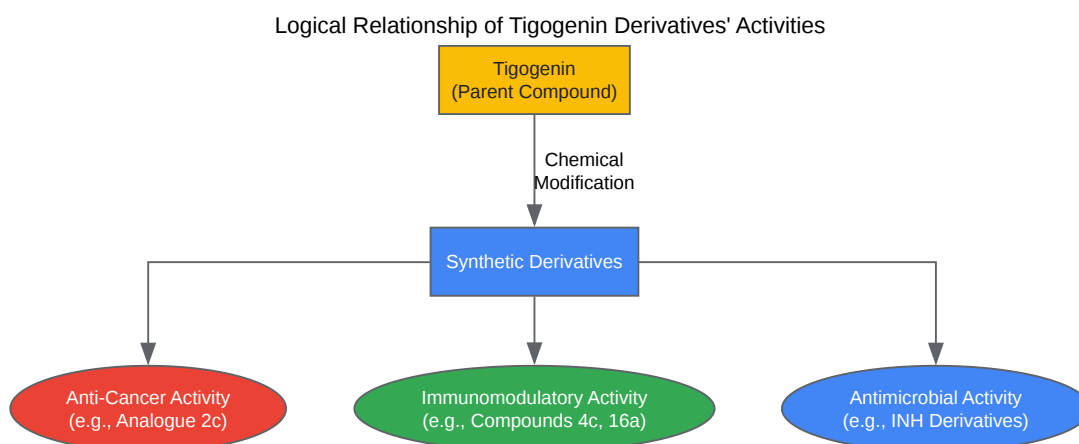 Logical Relationship of Tigogenin Derivatives' Activities
Tigogenin
(Parent Compound)
Chemical
Modification
Synthetic Derivatives
Anti-Cancer Activity
(e.g., Analogue 2c)
Immunomodulatory Activity
(e.g., Compounds 4c, 16a)
Antimicrobial Activity
(e.g., INH Derivatives)